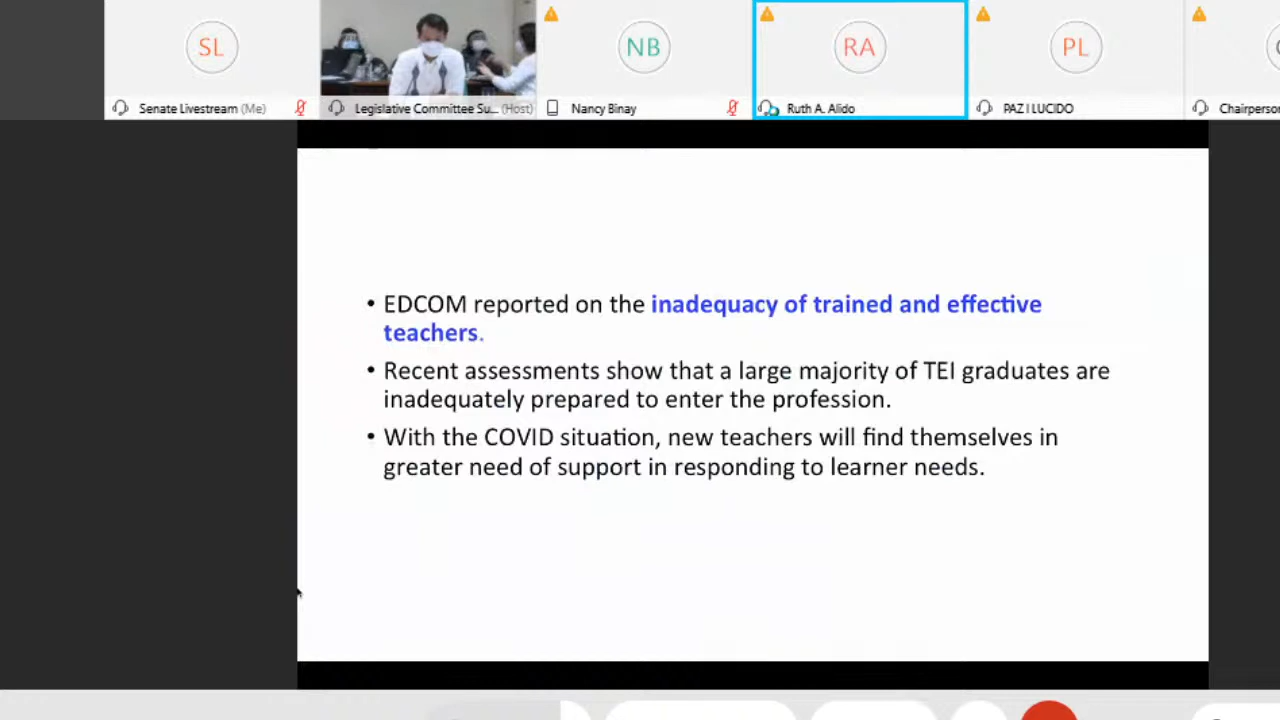 SL
NB
RA
PL
Senate Livestream (Me)
Legislative Committee Su... (Host)
Nancy Binay
Ruth A. Alido
PAZ I LUCIDO
Chairperson
• EDCOM reported on the inadequacy of trained and effective
teachers.
• Recent assessments show that a large majority of TEI graduates are
inadequately prepared to enter the profession.
• With the COVID situation, new teachers will find themselves in
greater need of support in responding to learner needs.